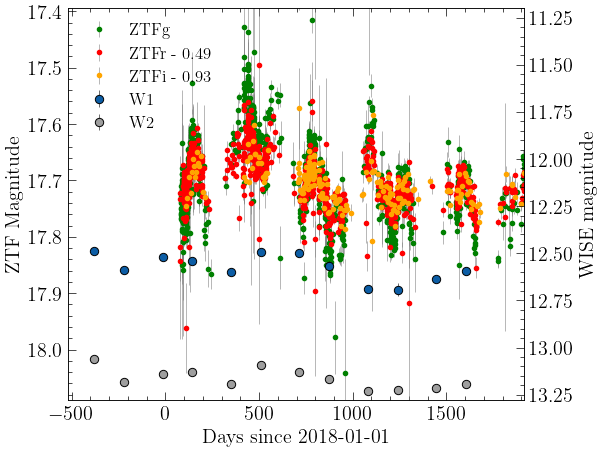 ZTFg
ZTFr - 0.49
ZTFi - 0.93
W1
W2
ZTF Magnitude
17.4
17.5
17.6
17.7
17.8
17.9
18.0
WISE magnitude
11.25
11.50
11.75
12.00
12.25
12.50
12.75
13.00
13.25
−500
0
500
1000
1500
Days since 2018-01-01